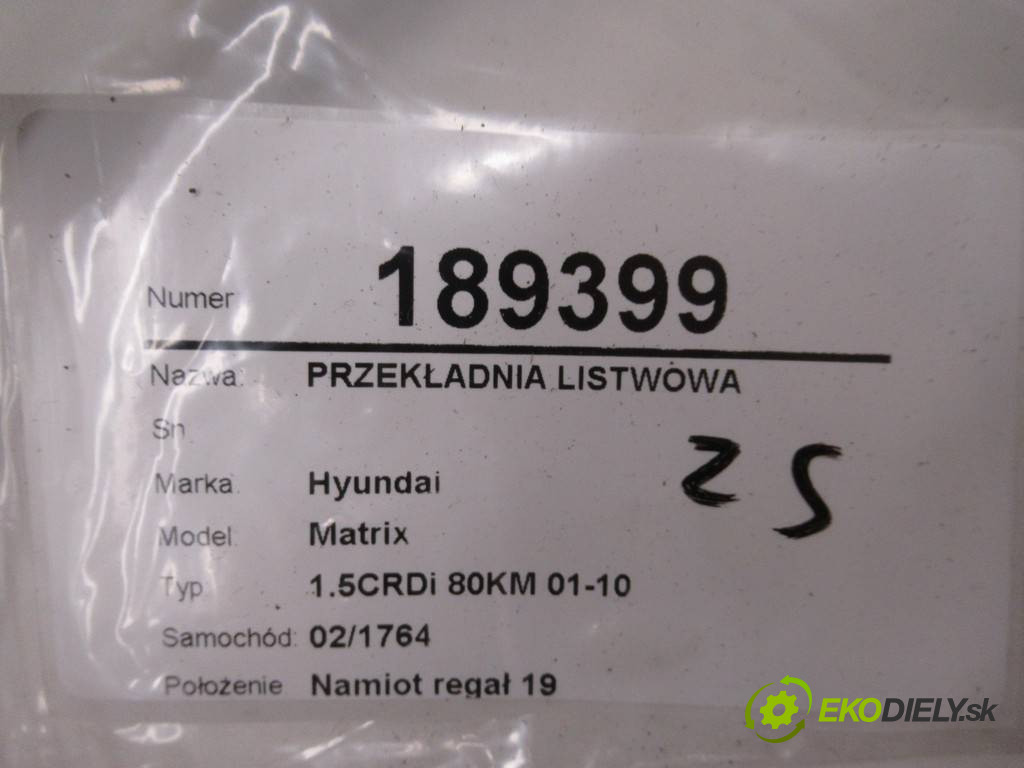 Numer 189399
Nazwa: PRZEKŁADNIA LISTWOWA
Sn
Marka: Hyundai
Model: Matrix
Typ: 1.5CRDi 80KM 01-10
Samochód: 02/1764
Położenie Namiot regał 19
EKODIELY.sk